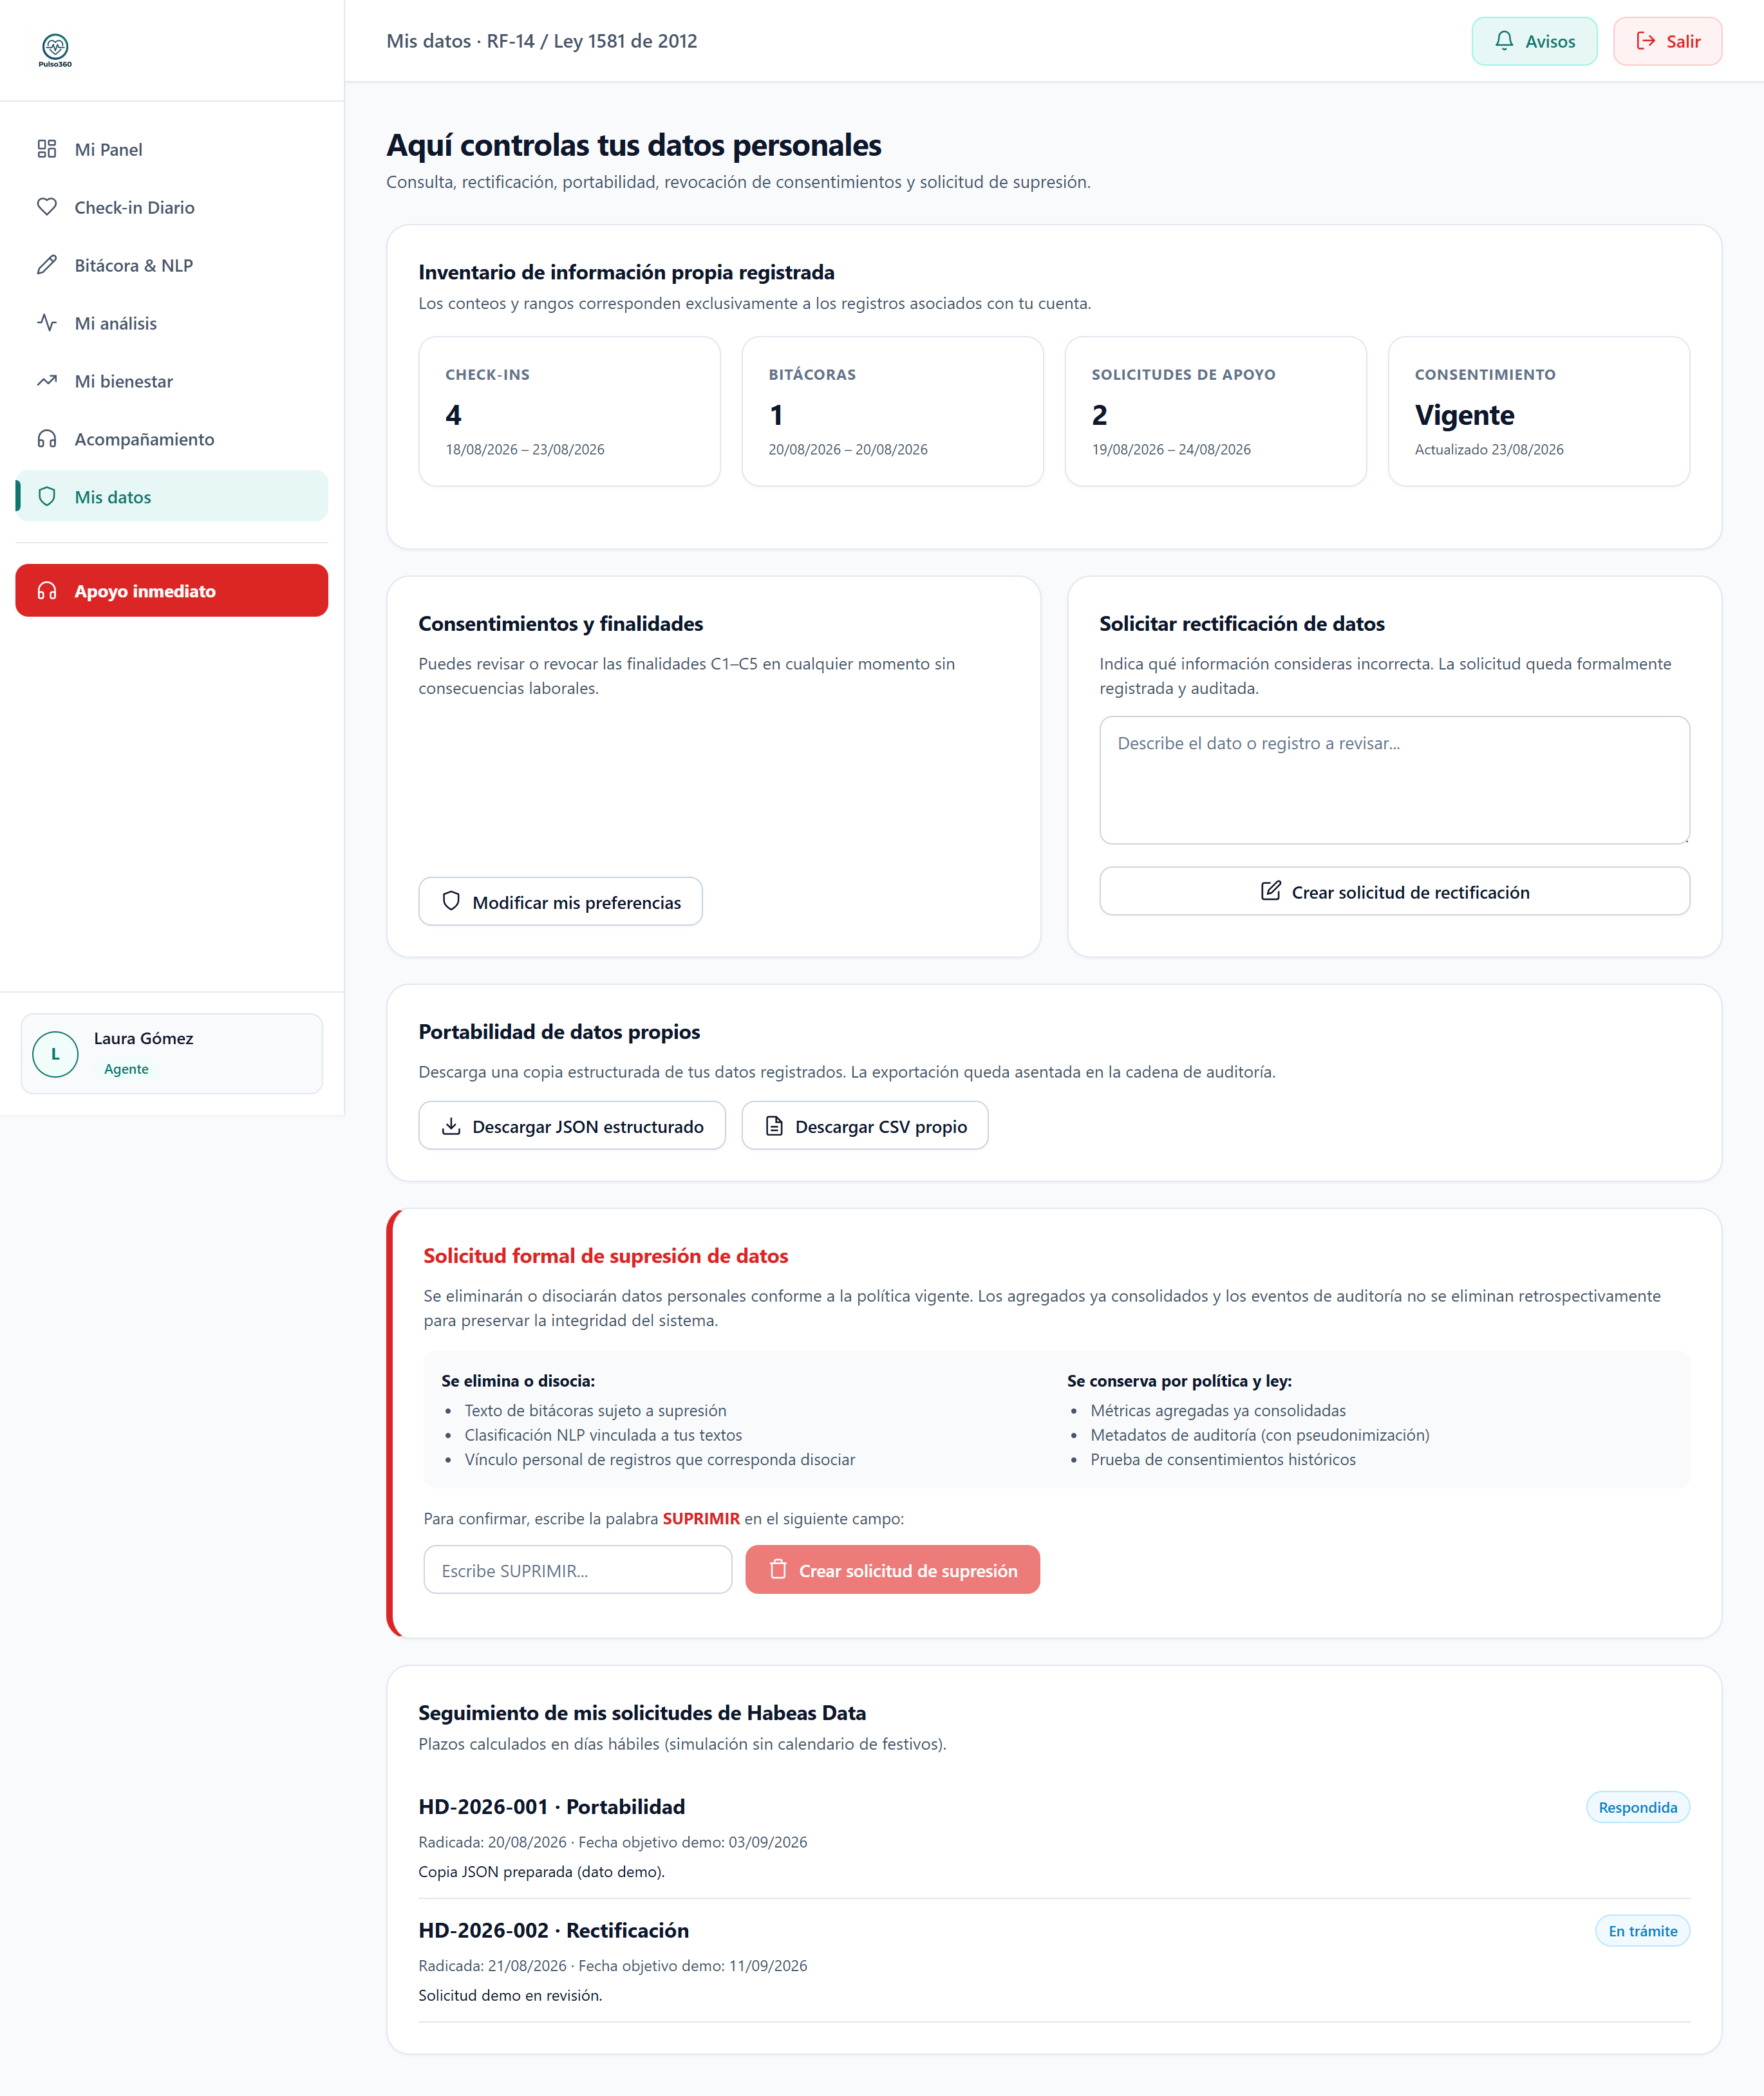 Pulso360
Mi Panel
Check-in Diario
Bitácora & NLP
Mi análisis
Mi bienestar
Acompañamiento
Mis datos
Apoyo inmediato
L
Laura Gómez
Agente
Mis datos · RF-14 / Ley 1581 de 2012
Avisos
Salir
Aquí controlas tus datos personales
Consulta, rectificación, portabilidad, revocación de consentimientos y solicitud de supresión.
Inventario de información propia registrada
Los conteos y rangos corresponden exclusivamente a los registros asociados con tu cuenta.
CHECK-INS
4
18/08/2026 – 23/08/2026
BITÁCORAS
1
20/08/2026 – 20/08/2026
SOLICITUDES DE APOYO
2
19/08/2026 – 24/08/2026
CONSENTIMIENTO
Vigente
Actualizado 23/08/2026
Consentimientos y finalidades
Puedes revisar o revocar las finalidades C1–C5 en cualquier momento sin
consecuencias laborales.
Modificar mis preferencias
Solicitar rectificación de datos
Indica qué información consideras incorrecta. La solicitud queda formalmente
registrada y auditada.
Describe el dato o registro a revisar...
Crear solicitud de rectificación
Portabilidad de datos propios
Descarga una copia estructurada de tus datos registrados. La exportación queda asentada en la cadena de auditoría.
Descargar JSON estructurado
Descargar CSV propio
Solicitud formal de supresión de datos
Se eliminarán o disociarán datos personales conforme a la política vigente. Los agregados ya consolidados y los eventos de auditoría no se eliminan retrospectivamente
para preservar la integridad del sistema.
Se elimina o disocia:
• Texto de bitácoras sujeto a supresión
• Clasificación NLP vinculada a tus textos
• Vínculo personal de registros que corresponda disociar
Se conserva por política y ley:
• Métricas agregadas ya consolidadas
• Metadatos de auditoría (con pseudonimización)
• Prueba de consentimientos históricos
Para confirmar, escribe la palabra SUPRIMIR en el siguiente campo:
Escribe SUPRIMIR...
Crear solicitud de supresión
Seguimiento de mis solicitudes de Habeas Data
Plazos calculados en días hábiles (simulación sin calendario de festivos).
HD-2026-001 · Portabilidad
Respondida
Radicada: 20/08/2026 · Fecha objetivo demo: 03/09/2026
Copia JSON preparada (dato demo).
HD-2026-002 · Rectificación
En trámite
Radicada: 21/08/2026 · Fecha objetivo demo: 11/09/2026
Solicitud demo en revisión.